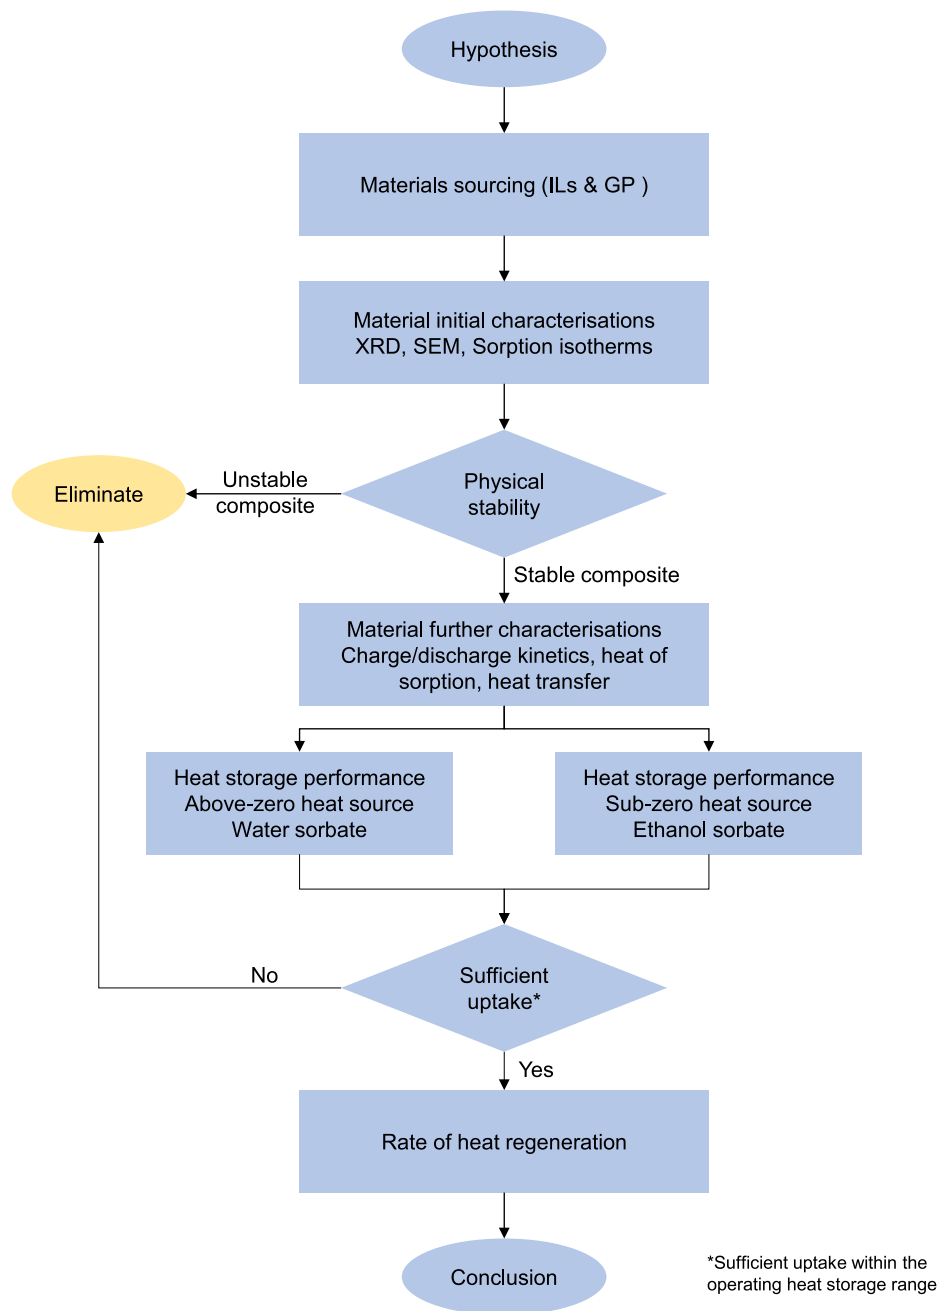 Hypothesis
Materials sourcing (ILs & GP )
Material initial characterisations
XRD, SEM, Sorption isotherms
Physical
stability
Unstable
composite
Eliminate
Stable composite
Material further characterisations
Charge/discharge kinetics, heat of
sorption, heat transfer
Heat storage performance
Above-zero heat source
Water sorbate
Heat storage performance
Sub-zero heat source
Ethanol sorbate
Sufficient
uptake*
No
Yes
Rate of heat regeneration
Conclusion
*Sufficient uptake within the
operating heat storage range